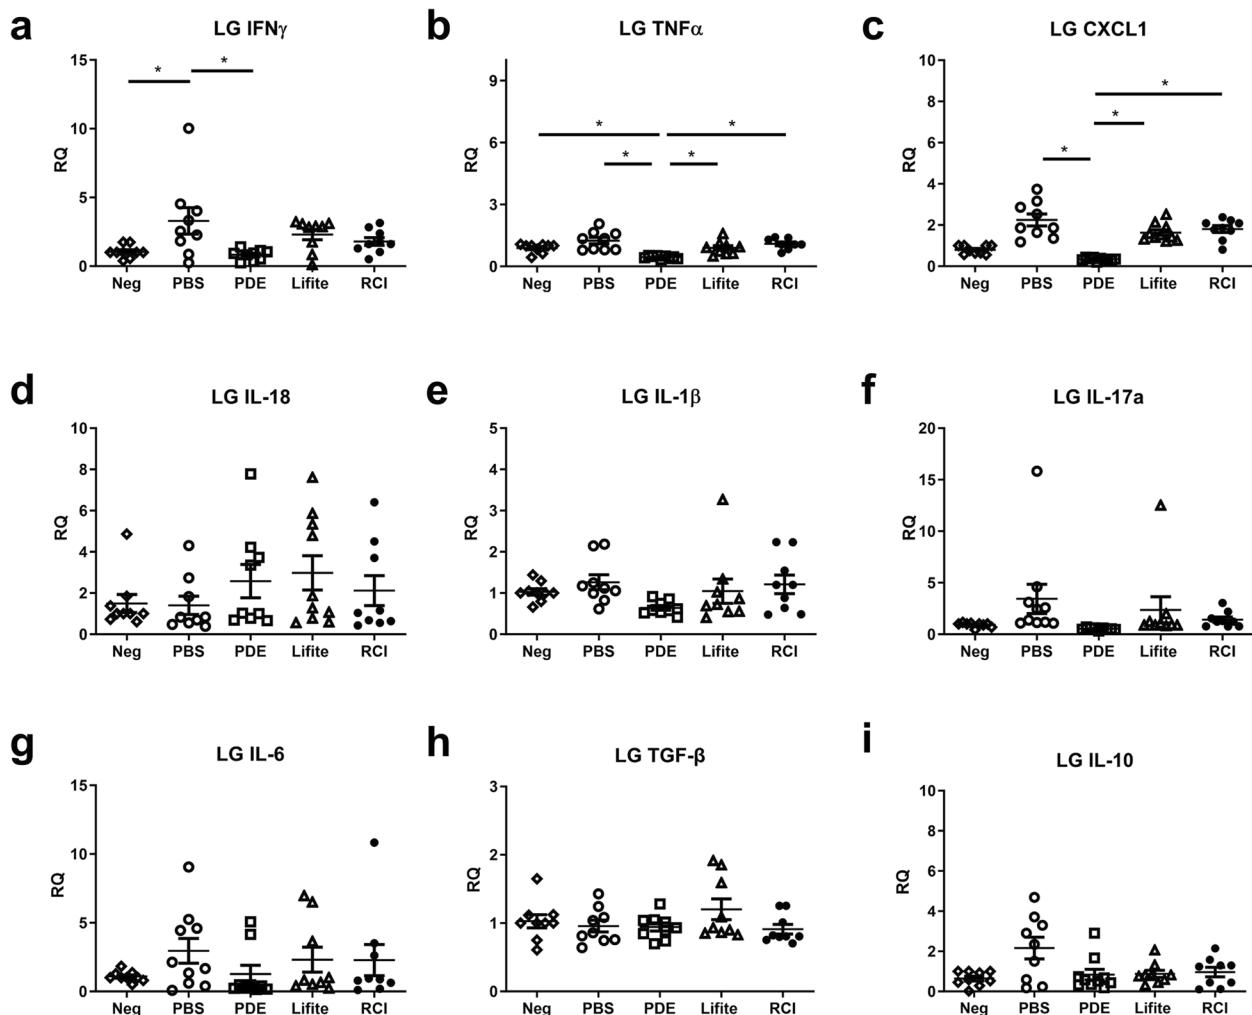 a
LG IFNγ
15
10
5
0
RQ
*
*
Neg PBS PDE Lifite RCI
b
LG TNFα
9
6
3
0
RQ
*
*
*
*
Neg PBS PDE Lifite RCI
c
LG CXCL1
10
8
6
4
2
0
RQ
*
*
*
Neg PBS PDE Lifite RCI
d
LG IL-18
10
8
6
4
2
0
RQ
Neg PBS PDE Lifite RCI
e
LG IL-1β
5
4
3
2
1
0
RQ
Neg PBS PDE Lifite RCI
f
LG IL-17a
20
15
10
5
0
RQ
Neg PBS PDE Lifite RCI
g
LG IL-6
15
10
5
0
RQ
Neg PBS PDE Lifite RCI
h
LG TGF-β
3
2
1
0
RQ
Neg PBS PDE Lifite RCI
i
LG IL-10
10
8
6
4
2
0
RQ
Neg PBS PDE Lifite RCI